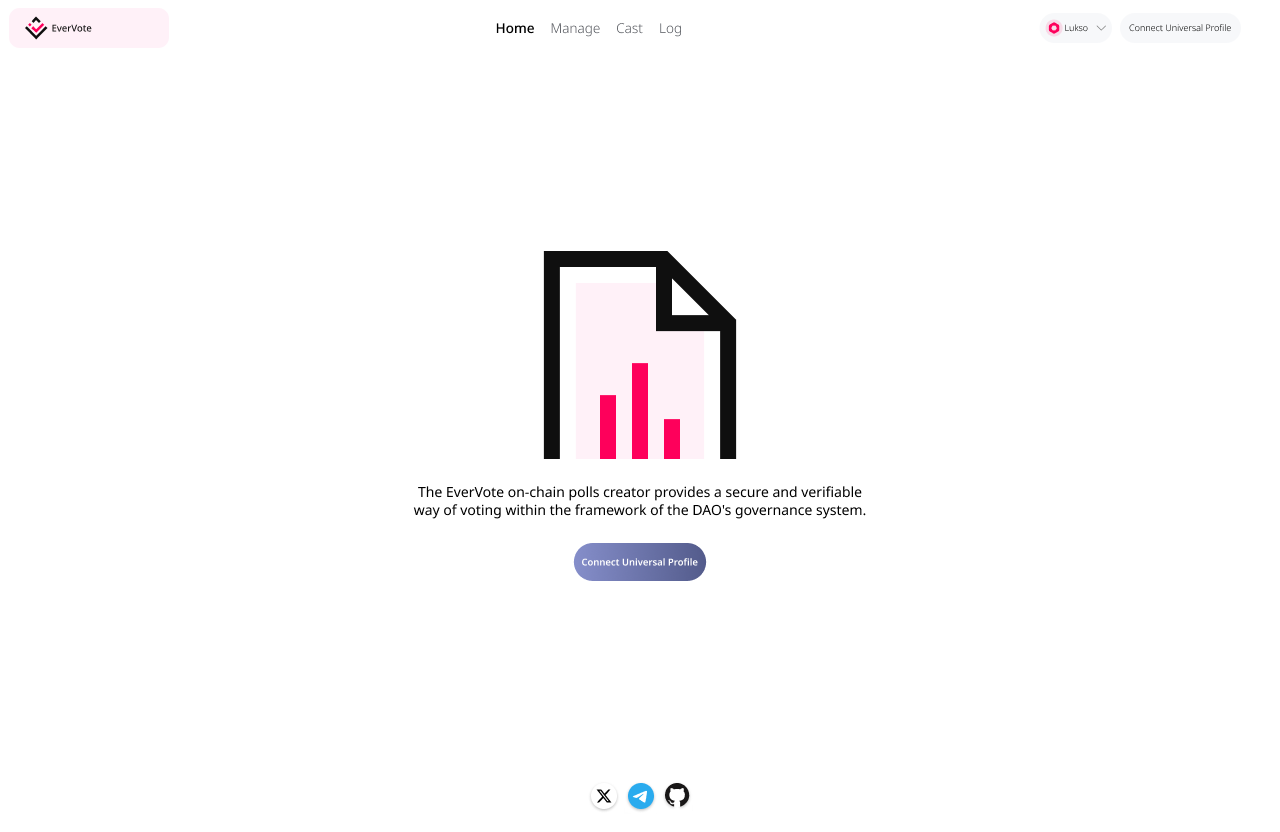 EverVote
Home Manage Cast Log
Lukso
Connect Universal Profile
The EverVote on-chain polls creator provides a secure and verifiable
way of voting within the framework of the DAO's governance system.
Connect Universal Profile